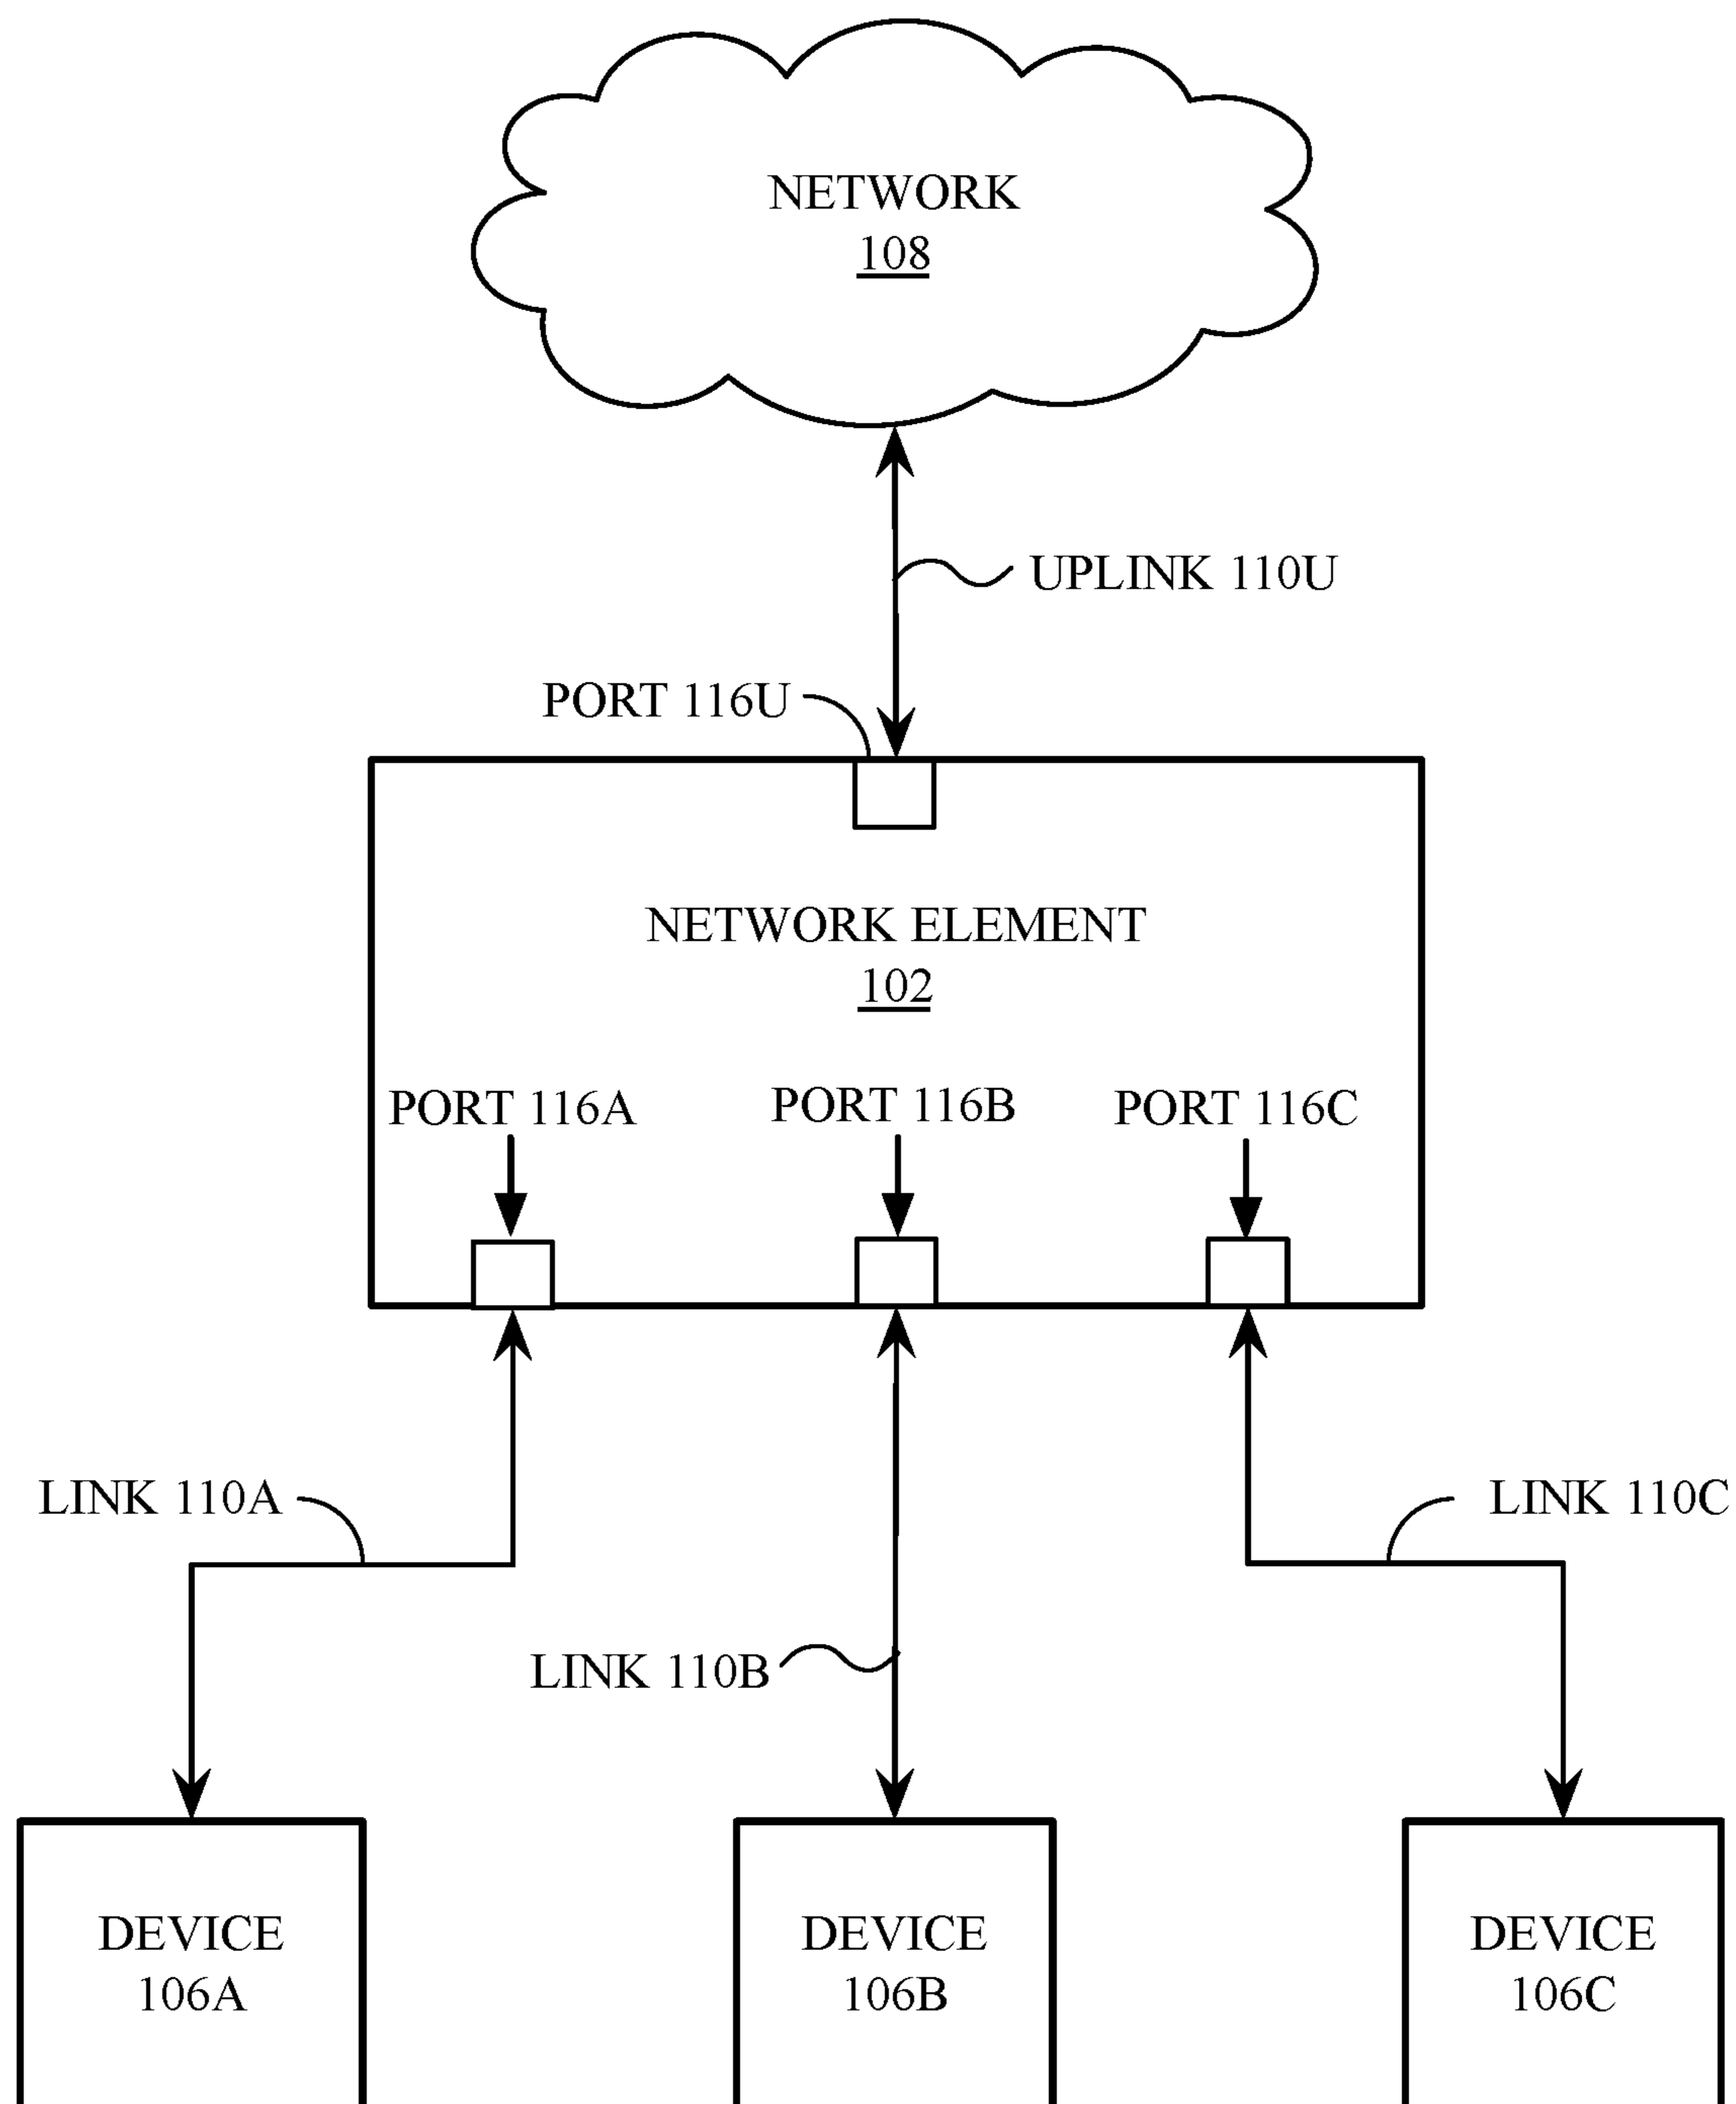 NETWORK
108
UPLINK 110U
PORT 116U
NETWORK ELEMENT
102
PORT 116A
PORT 116B
PORT 116C
LINK 110A
LINK 110C
LINK 110B
DEVICE
106A
DEVICE
106B
DEVICE
106C